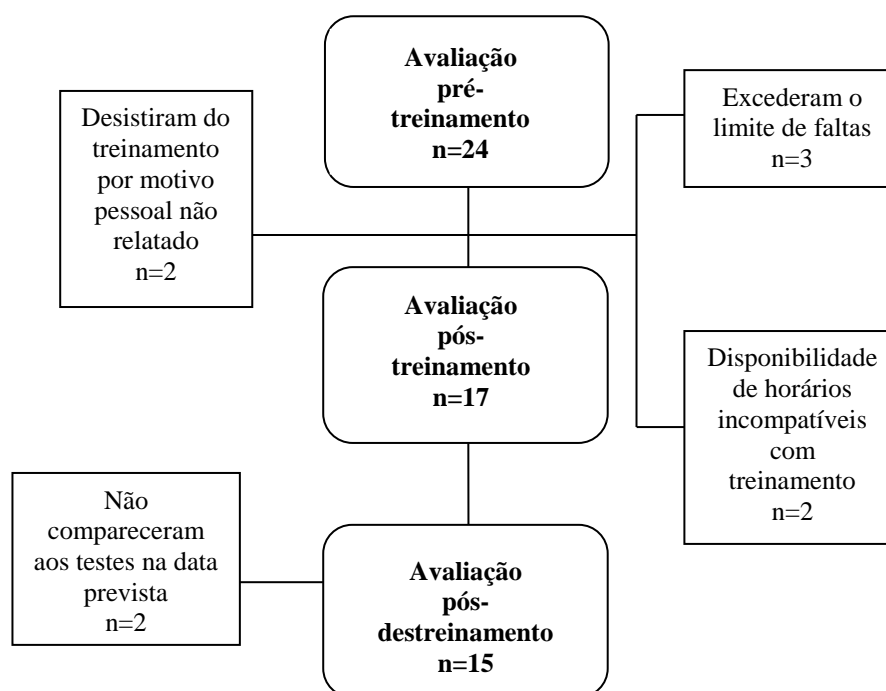 Avaliação
pré-
treinamento
n=24
Desistiram do
treinamento
por motivo
pessoal não
relatado
n=2
Excederam o
limite de faltas
n=3
Avaliação
pós-
treinamento
n=17
Disponibilidade
de horários
incompatíveis
com
treinamento
n=2
Não
compareceram
aos testes na data
prevista
n=2
Avaliação
pós-
destreinamento
n=15